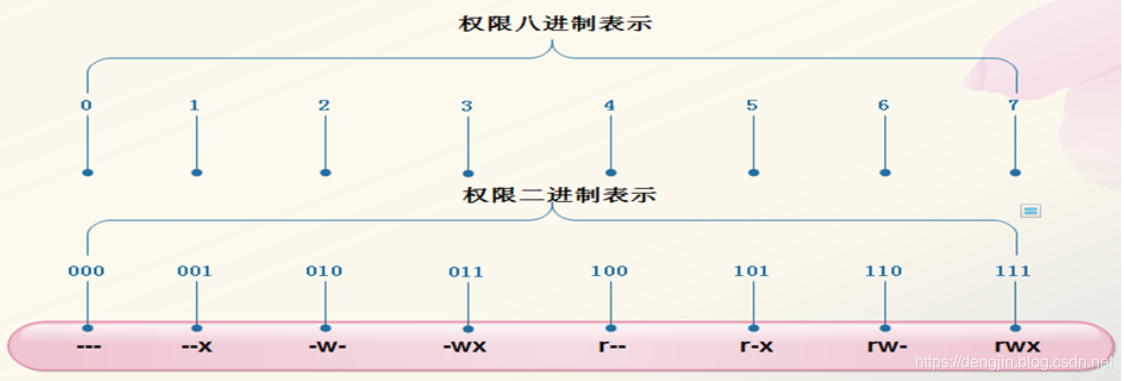 权限八进制表示
0 1 2 3 4 5 6 7
权限二进制表示
000 001 010 011 100 101 110 111
--- --x -w- -wx r-- r-x rw- rwx
https://dengjin.blog.csdn.net